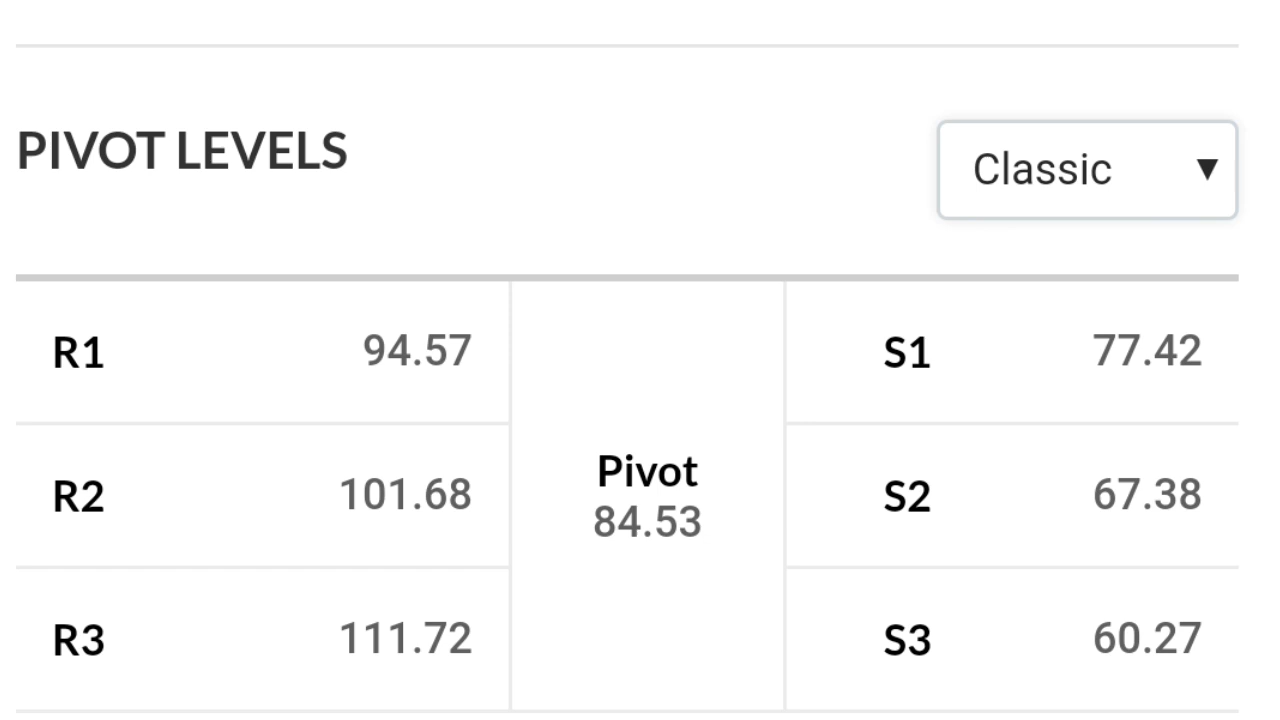 PIVOT LEVELS
Classic ▼
R1 94.57
R2 101.68
R3 111.72
Pivot
84.53
S1 77.42
S2 67.38
S3 60.27